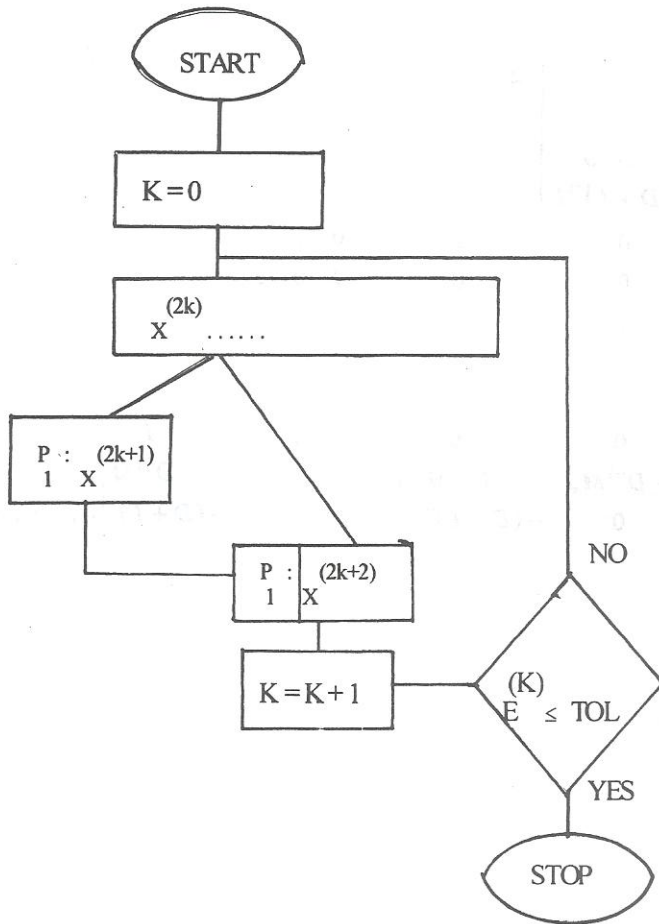 START
K = 0
X^(2k) ......
P : (2k+1)
1 X
P : (2k+2)
1 X
NO
K = K + 1
(K)
E ≤ TOL
YES
STOP